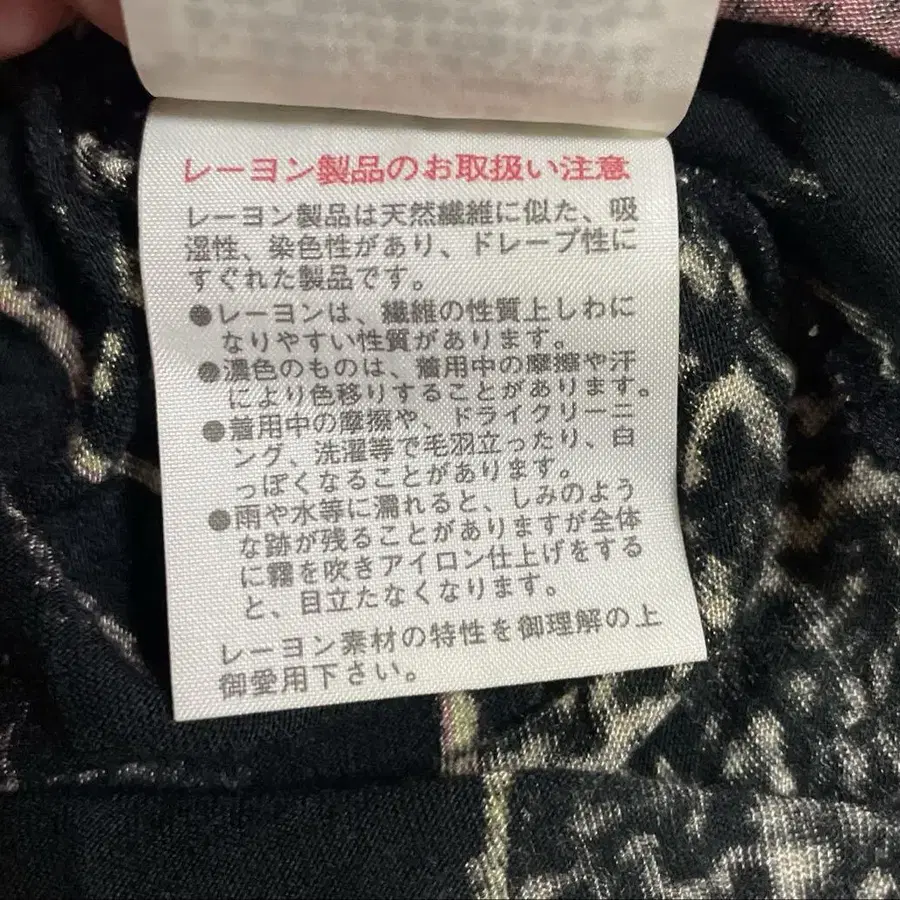 レーヨン製品のお取扱い注意
レーヨン製品は天然繊維に似た、吸
湿性、染色性があり、ドレープ性に
すぐれた製品です。
●レーヨンは、繊維の性質上しわに
なりやすい性質があります。
●濃色のものは、着用中の摩擦や汗
により色移りすることがあります。
●着用中の摩擦や、ドライクリーニ
ング、洗濯等で毛羽立ったり、白
っぽくなることがあります。
●雨や水等に濡れると、しみのよう
な跡が残ることがありますが全体
に霧を吹きアイロン仕上げをする
と、目立たなくなります。
レーヨン素材の特性を御理解の上
御愛用下さい。